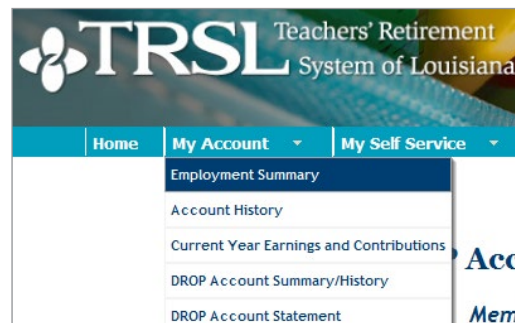 TRSL Teachers' Retirement
System of Louisiana
Home My Account My Self Service
Employment Summary
Account History
Current Year Earnings and Contributions
DROP Account Summary/History
DROP Account Statement